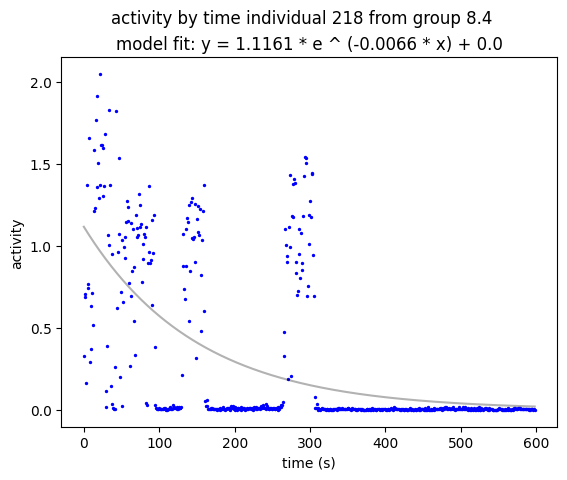 activity by time individual 218 from group 8.4
model fit: y = 1.1161 * e ^ (-0.0066 * x) + 0.0
2.0
1.5
1.0
0.5
0.0
activity
0 100 200 300 400 500 600
time (s)